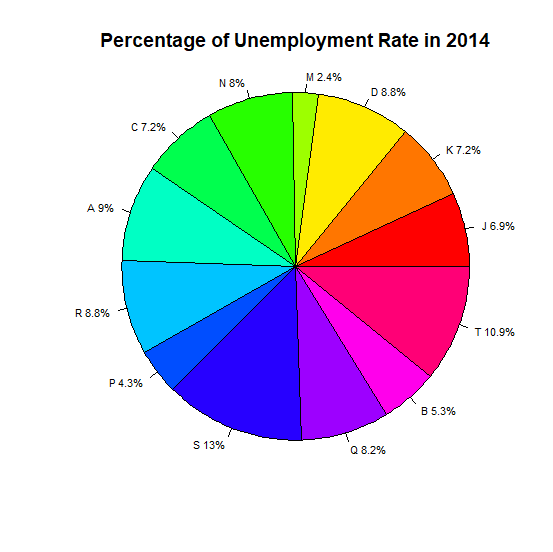 Percentage of Unemployment Rate in 2014
M 2.4%
N 8%
D 8.8%
C 7.2%
K 7.2%
A 9%
J 6.9%
R 8.8%
T 10.9%
P 4.3%
B 5.3%
S 13%
Q 8.2%